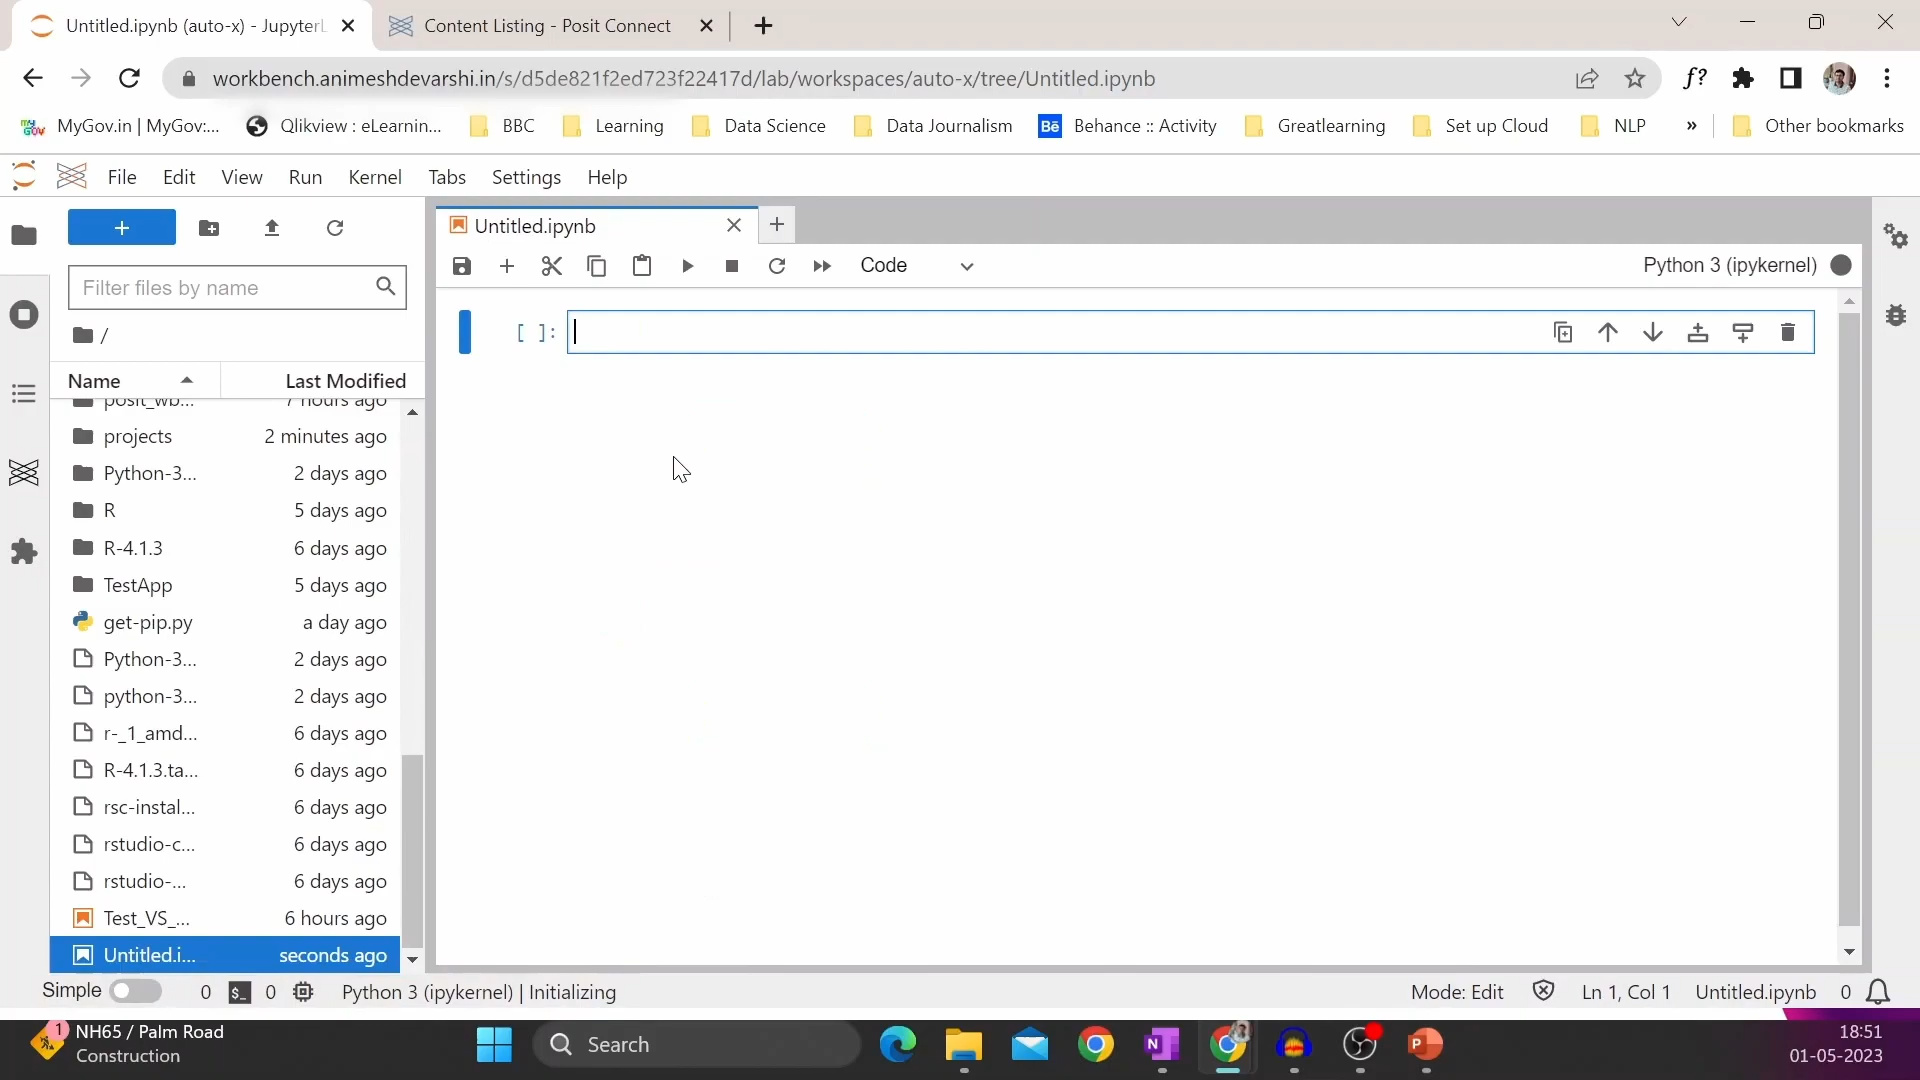 Untitled.ipynb (auto-x) - JupyterL
Content Listing - Posit Connect
workbench.animeshdevarshi.in/s/d5de821f2ed723f22417d/lab/workspaces/auto-x/tree/Untitled.ipynb
f?
my GOV
MyGov.in | MyGov:...
Qlikview : eLearnin...
BBC
Learning
Data Science
Data Journalism
Bē
Behance :: Activity
Greatlearning
Set up Cloud
NLP
»
Other bookmarks
File
Edit
View
Run
Kernel
Tabs
Settings
Help
Untitled.ipynb
Code
Python 3 (ipykernel)
Filter files by name
/
[ ]:
Name
Last Modified
posit_wb...
7 hours ago
projects
2 minutes ago
Python-3...
2 days ago
R
5 days ago
R-4.1.3
6 days ago
TestApp
5 days ago
get-pip.py
a day ago
Python-3...
2 days ago
python-3...
2 days ago
r-_1_amd...
6 days ago
R-4.1.3.ta...
6 days ago
rsc-instal...
6 days ago
rstudio-c...
6 days ago
rstudio-...
6 days ago
Test_VS_...
6 hours ago
Untitled.i...
seconds ago
Simple
0
$_
0
Python 3 (ipykernel) | Initializing
Mode: Edit
Ln 1, Col 1
Untitled.ipynb
0
1
NH65 / Palm Road
Construction
Search
N
P
18:51
01-05-2023